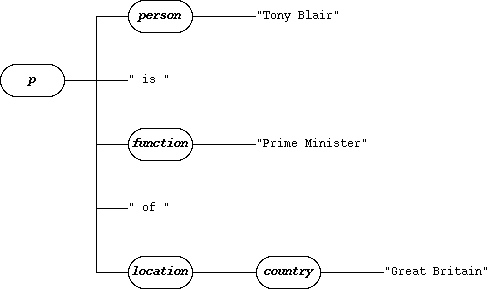 person "Tony Blair"
p " is "
function "Prime Minister"
" of "
location country "Great Britain"